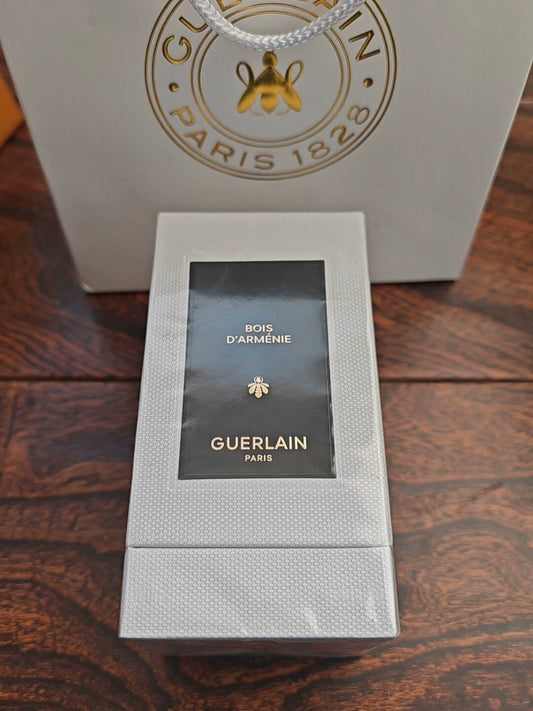 GUERLAIN
PARIS 1828
BOIS
D'ARMÉNIE
GUERLAIN
PARIS